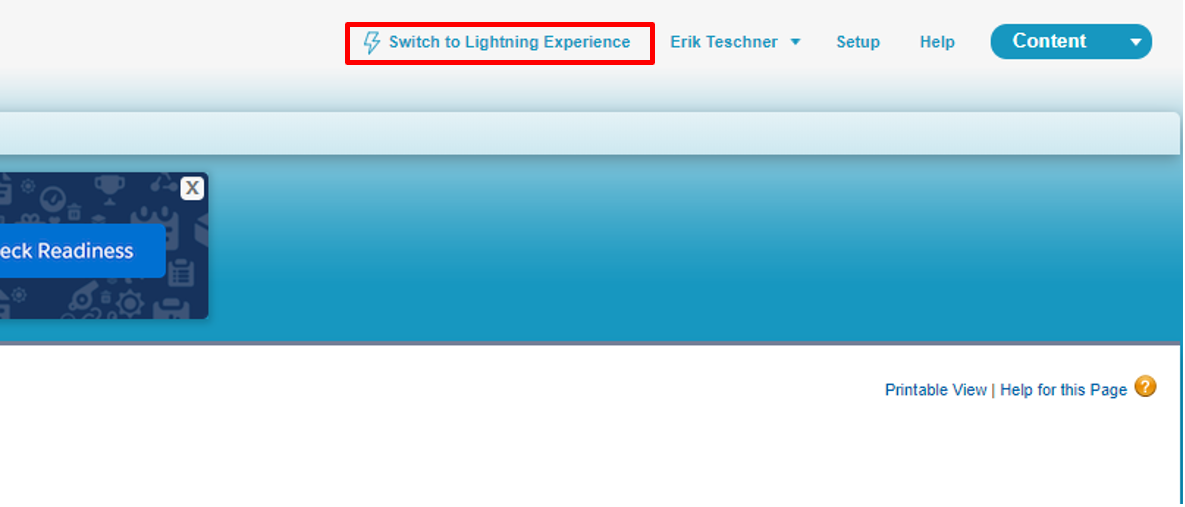 Switch to Lightning Experience Erik Teschner Setup Help Content
X
eck Readiness
Printable View | Help for this Page ?